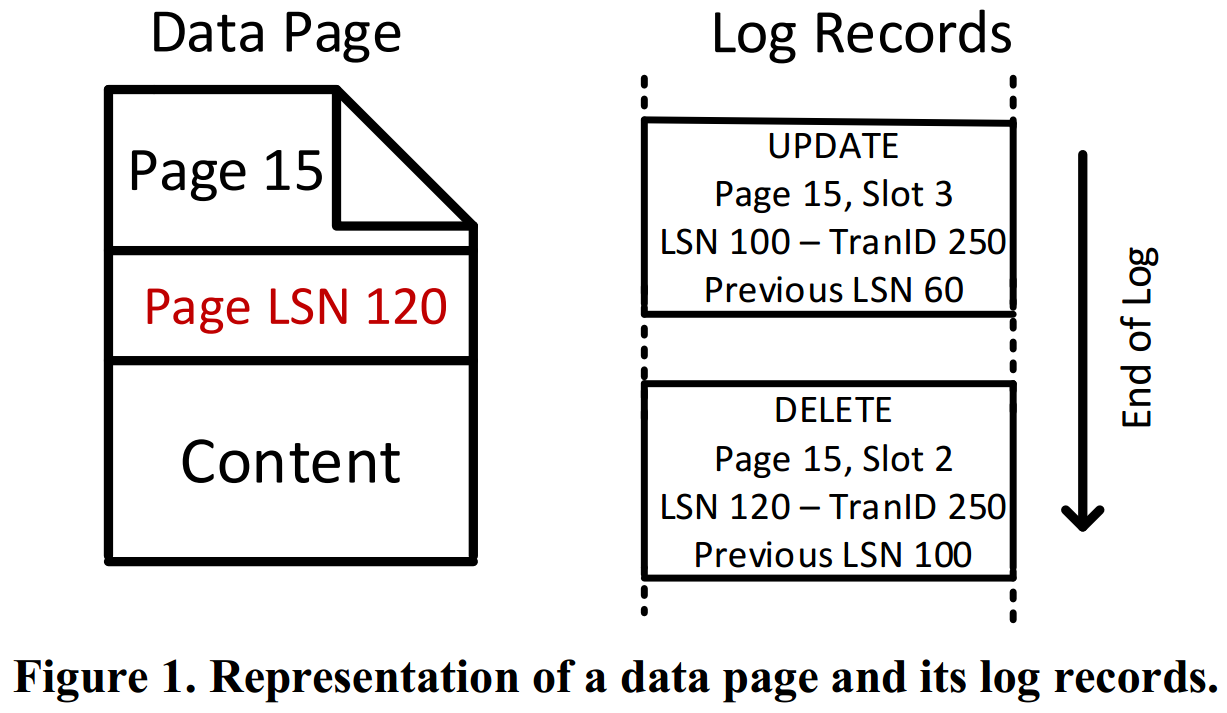 Data Page
Page 15
Page LSN 120
Content
Log Records
UPDATE
Page 15, Slot 3
LSN 100 – TranID 250
Previous LSN 60
DELETE
Page 15, Slot 2
LSN 120 – TranID 250
Previous LSN 100
End of Log
Figure 1. Representation of a data page and its log records.